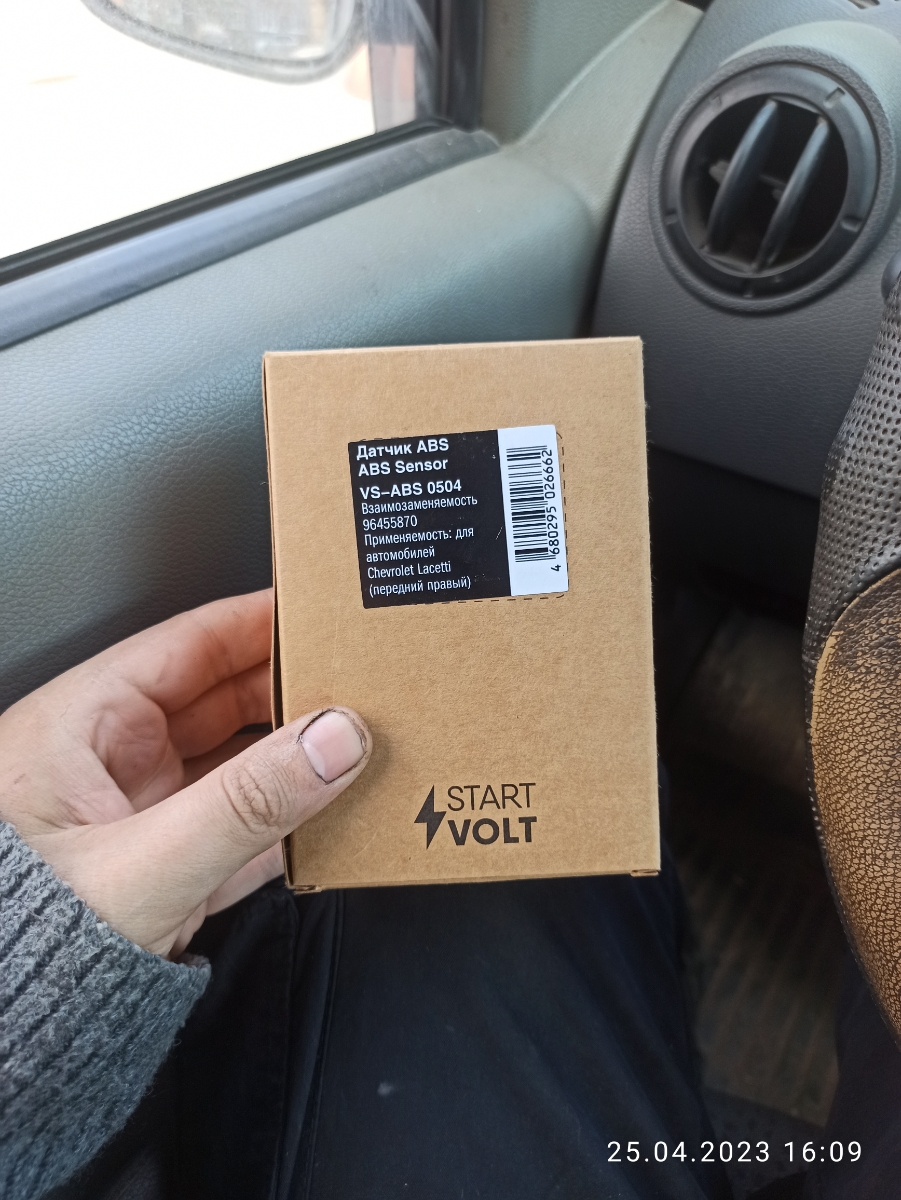 Датчик ABS
ABS Sensor
VS–ABS 0504
Взаимозаменяемость
96455870
Применяемость: для
автомобилей
Chevrolet Lacetti
(передний правый)
4 680295 026662
START
VOLT
25.04.2023 16:09